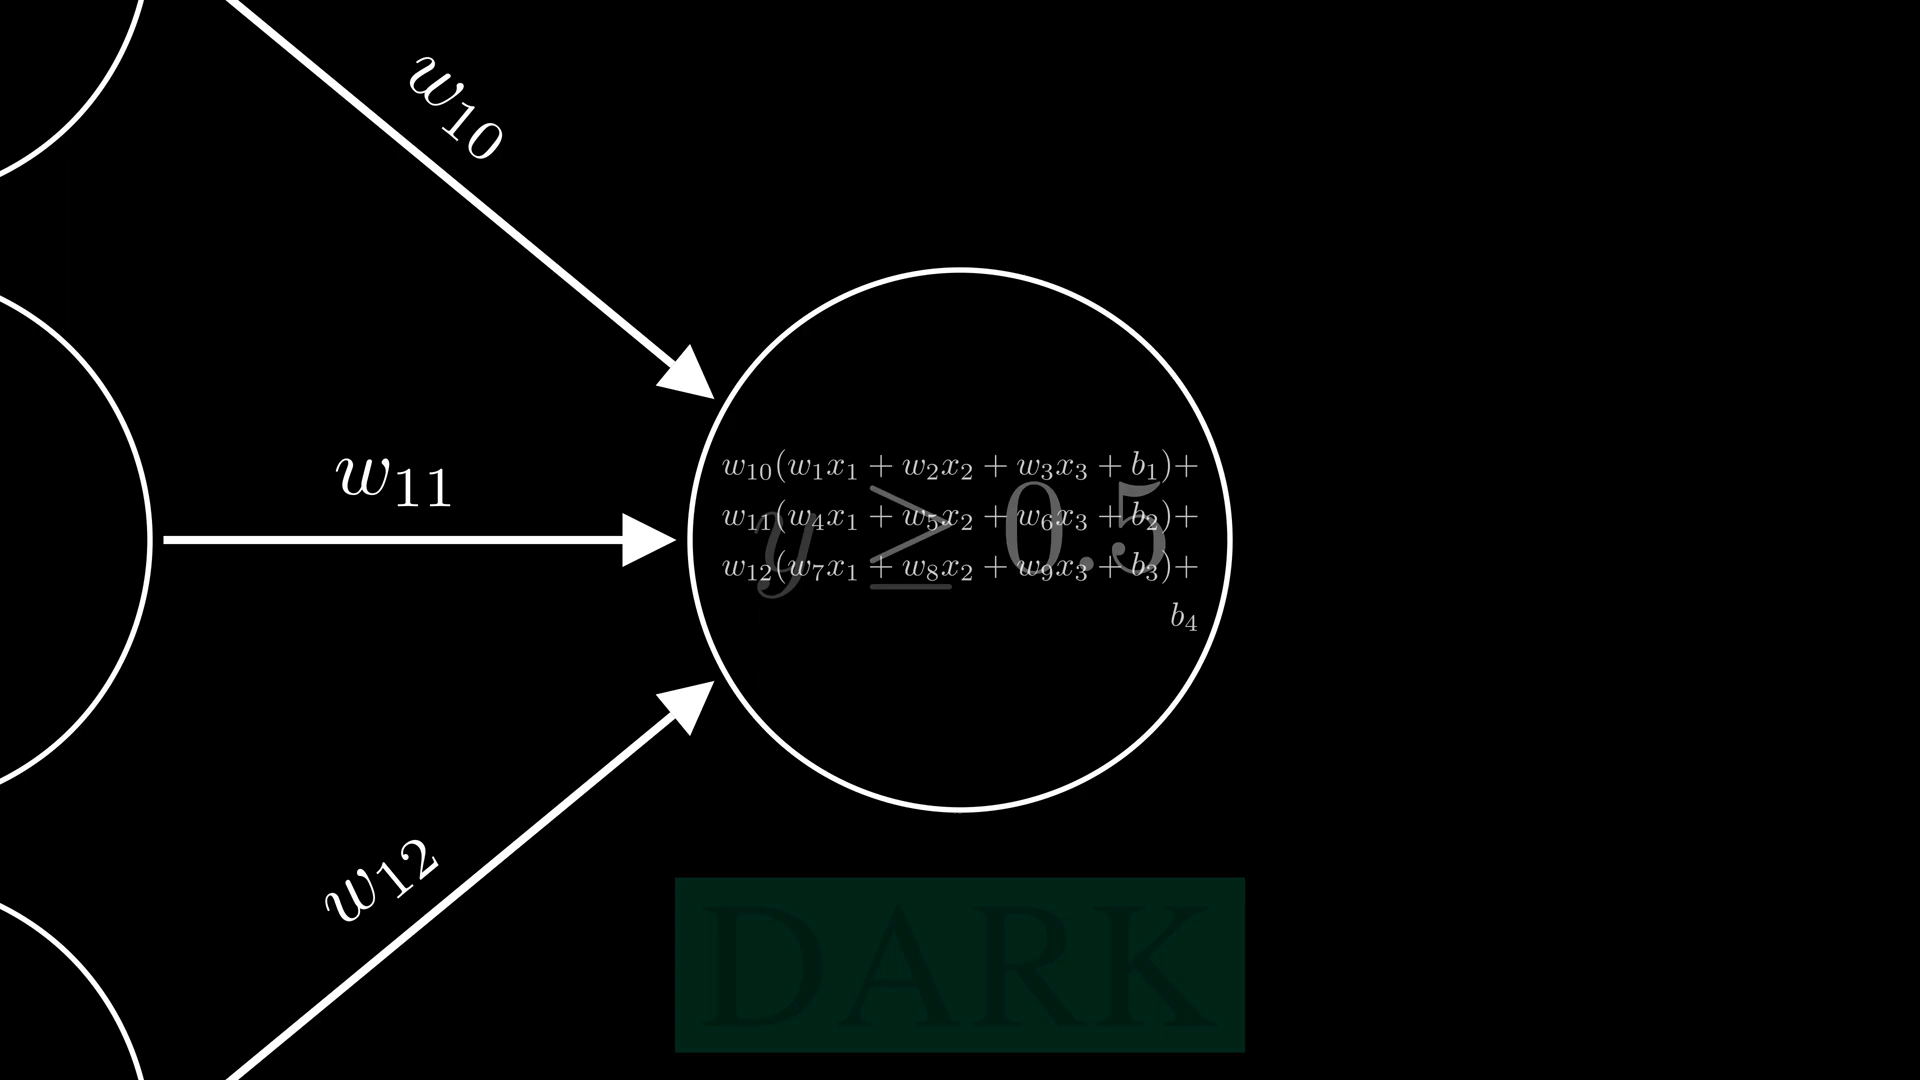 w₁₀
w₁₁
w₁₀(w₁x₁ + w₂x₂ + w₃x₃ + b₁)+
w₁₁(w₄x₁ + w₅x₂ + w₆x₃ + b₂)+
w₁₂(w₇x₁ + w₈x₂ + w₉x₃ + b₃)+
b₄
y ≥ 0.5
w₁₂
DARK